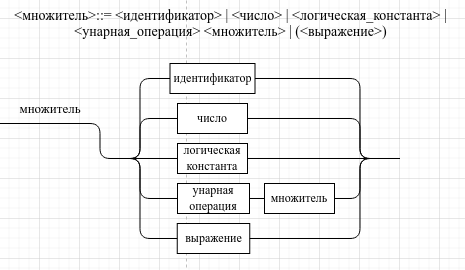 <множитель>::= <идентификатор> | <число> | <логическая_константа> |
<унарная_операция> <множитель> | (<выражение>)
идентификатор
множитель
число
логическая
константа
унарная
операция
множитель
выражение